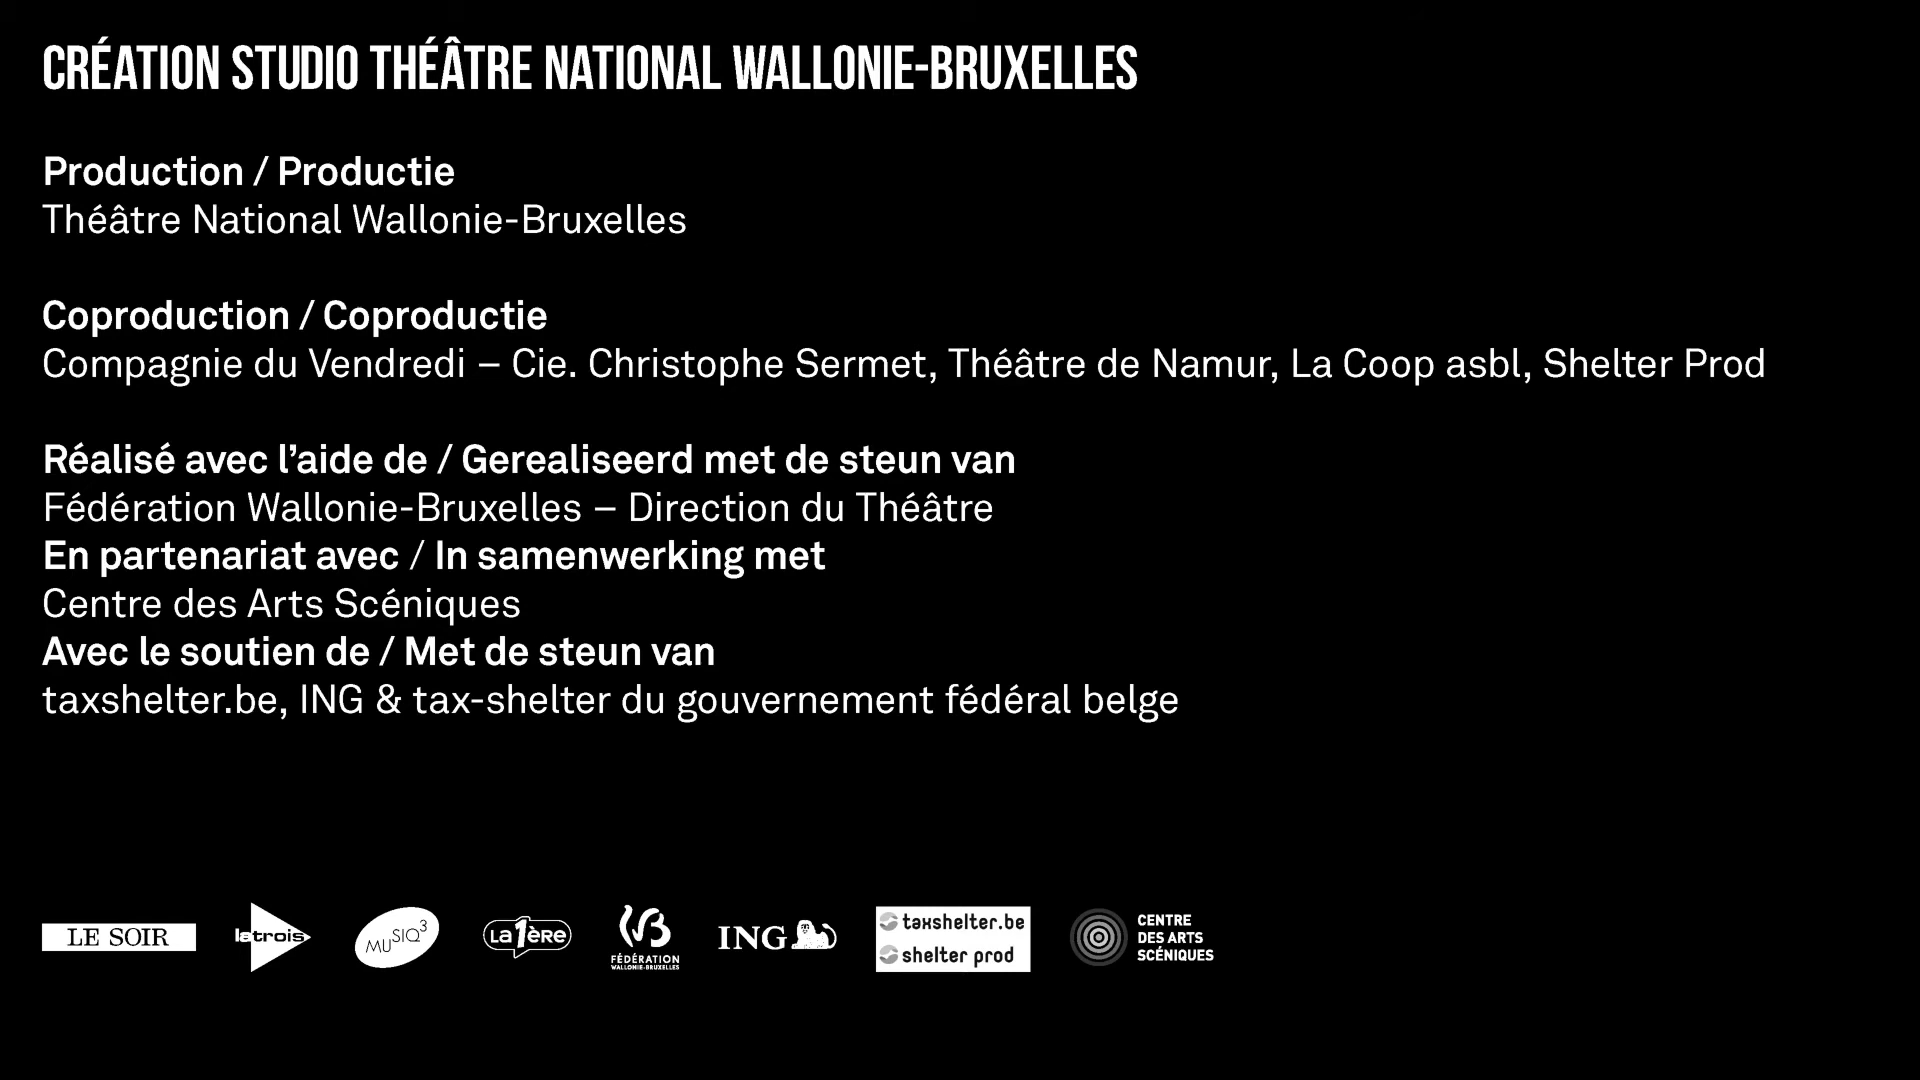 CRÉATION STUDIO THÉÂTRE NATIONAL WALLONIE-BRUXELLES
Production / Productie
Théâtre National Wallonie-Bruxelles
Coproduction / Coproductie
Compagnie du Vendredi – Cie. Christophe Sermet, Théâtre de Namur, La Coop asbl, Shelter Prod
Réalisé avec l’aide de / Gerealiseerd met de steun van
Fédération Wallonie-Bruxelles – Direction du Théâtre
En partenariat avec / In samenwerking met
Centre des Arts Scéniques
Avec le soutien de / Met de steun van
taxshelter.be, ING & tax-shelter du gouvernement fédéral belge
LE SOIR
latrois
MUSIQ3
La 1ère
FÉDÉRATION
WALLONIE-BRUXELLES
ING
taxshelter.be
shelter prod
CENTRE
DES ARTS
SCÉNIQUES